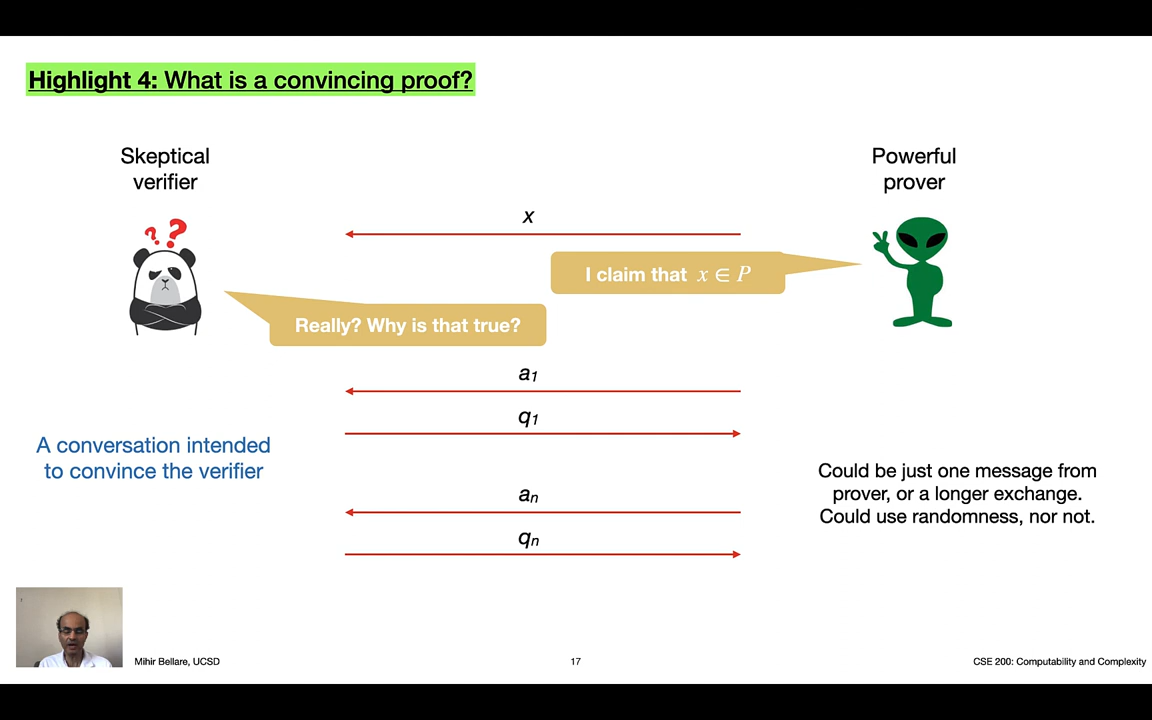 Highlight 4: What is a convincing proof?
Skeptical
verifier
Powerful
prover
? ?
x
I claim that x ∈ P
Really? Why is that true?
a₁
q₁
A conversation intended
to convince the verifier
aₙ
qₙ
Could be just one message from
prover, or a longer exchange.
Could use randomness, nor not.
Mihir Bellare, UCSD
17
CSE 200: Computability and Complexity